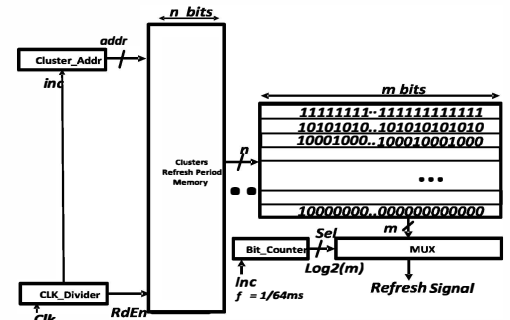 n bits
addr
Cluster_Addr
inc
m bits
11111111··111111111111
10101010..101010101010
10001000..100010001000
n
Clusters
Refresh Period
Memory
...
10000000..000000000000
Sel
m
Bit_Counter
MUX
Log2(m)
Inc
f = 1/64ms
Refresh Signal
CLK_Divider
RdEn
Clk